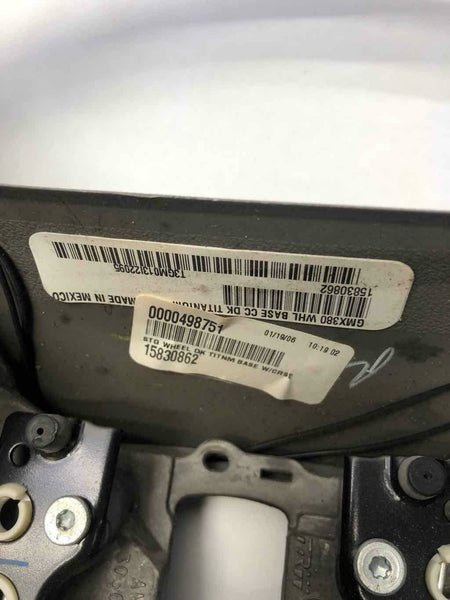 GMX380 WHL BASE CC DK TITANIUM MADE IN MEXICO
15830862
T3GM013J22095
0000498751
01/19/06 10:19 02
STG WHEEL DK TITNM BASE W/CRSE
15830862